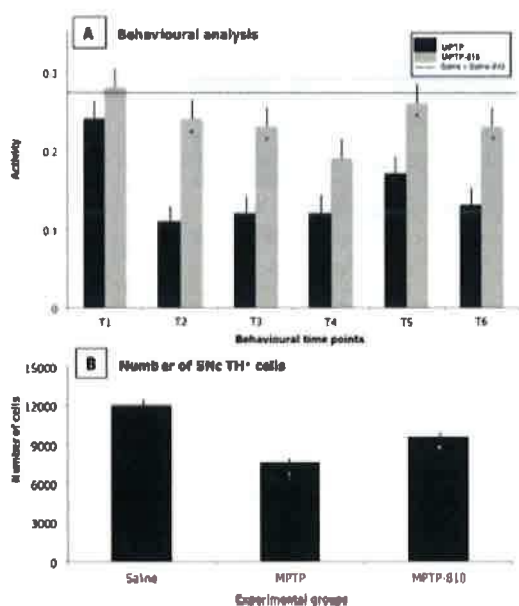 A Behavioural analysis
MPTP
MPTP-810
Activity
0.3
0.2
0.1
0
T1 T2 T3 T4 T5 T6
Behavioural time points
B Number of SNc TH+ cells
Number of cells
15000
12000
9000
6000
3000
0
Saline MPTP MPTP-810
Experimental groups